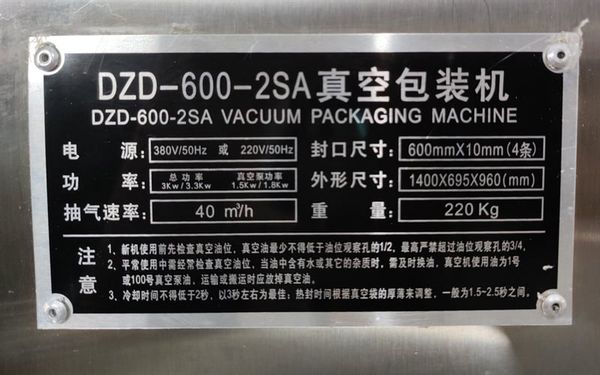 DZD-600-2SA真空包装机
DZD-600-2SA VACUUM PACKAGING MACHINE
电 源: 380V/50Hz 或 220V/50Hz 封口尺寸: 600mmX10mm(4条)
功 率: 总功率 3Kw/3.3Kw 真空泵功率 1.5Kw/1.8Kw 外形尺寸: 1400X695X960(mm)
抽气速率: 40 m³/h 重 量: 220Kg
注意
1、新机使用前先检查真空油位,真空油最少不得低于油位观察孔的1/2,最高严禁超过油位观察孔的3/4。
2、平常使用中需经常检查真空油位,当油中含有水或其它的杂质时,需及时换油,真空机使用油为1号
或100号真空泵油,运输或搬运时应放掉真空油。
3、冷却时间不得低于2秒,以3秒左右为最佳;热封时间根据真空袋的厚薄来调整,一般为1.5-2.5秒之间。